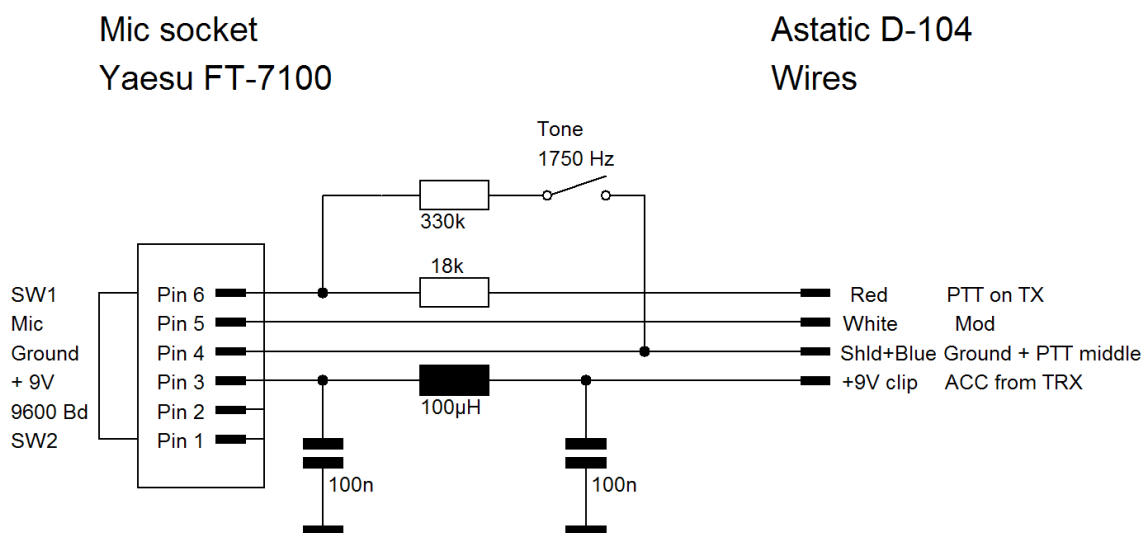 Mic socket
Yaesu FT-7100
Astatic D-104
Wires
Tone
1750 Hz
330k
18k
SW1 Pin 6 Red PTT on TX
Mic Pin 5 White Mod
Ground Pin 4 Shld+Blue Ground + PTT middle
+ 9V Pin 3 +9V clip ACC from TRX
100µH
9600 Bd Pin 2
SW2 Pin 1
100n 100n